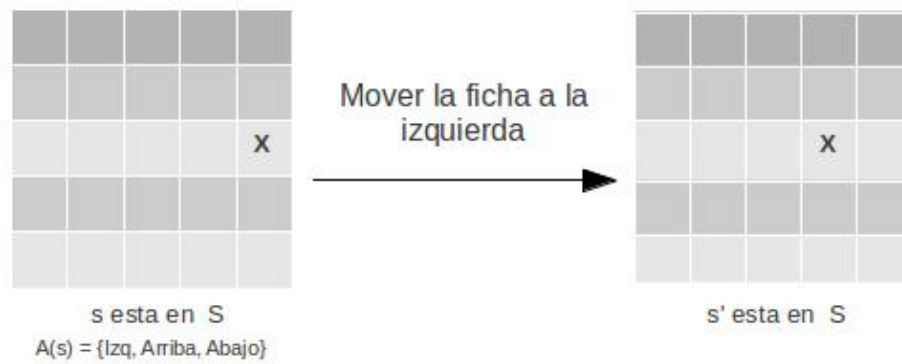 Mover la ficha a la
izquierda
X
X
s esta en S
s' esta en S
A(s) = {Izq, Arriba, Abajo}